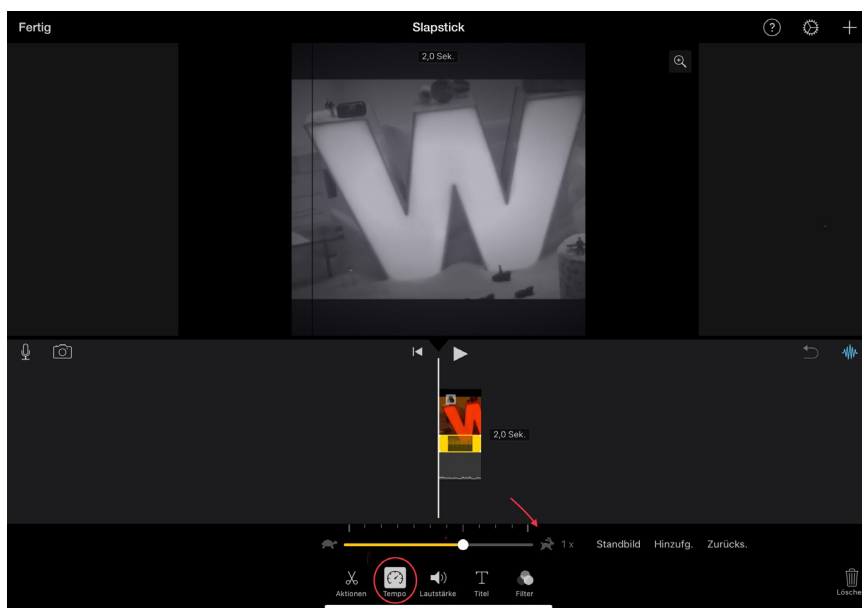 Fertig
Slapstick
?
2,0 Sek.
W
W
2,0 Sek.
1 x
Standbild Hinzufg. Zurücks.
Aktionen Tempo Lautstärke Titel Filter
T
Lösche